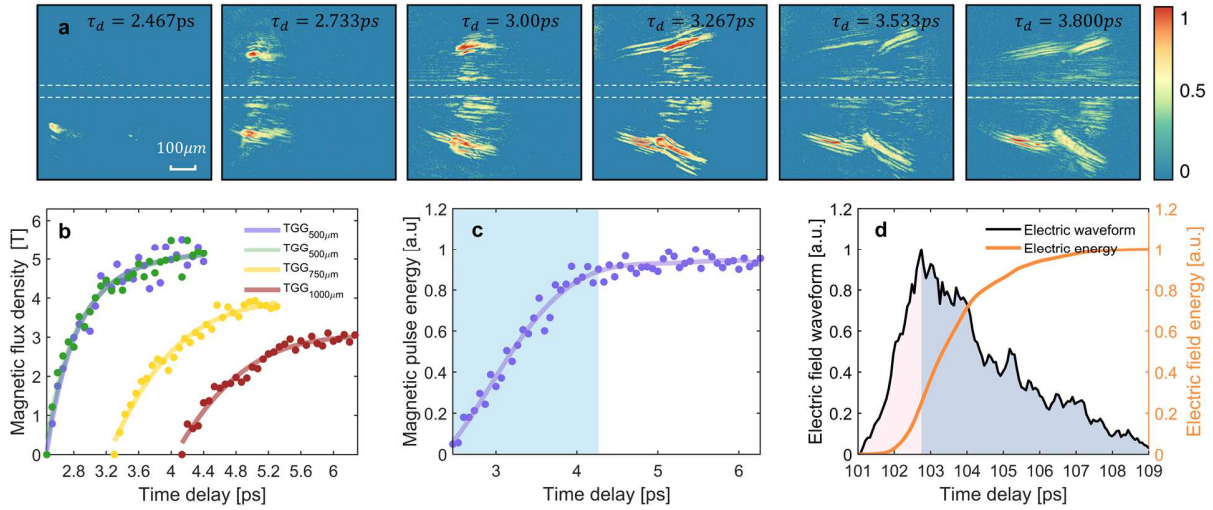 a
τd = 2.467ps
τd = 2.733ps
τd = 3.00ps
τd = 3.267ps
τd = 3.533ps
τd = 3.800ps
100μm
1
0.5
0
b
Magnetic flux density [T]
6
5
4
3
2
1
0
TGG500μm
TGG500μm
TGG750μm
TGG1000μm
2.8 3.2 3.6 4 4.4 4.8 5.2 5.6 6
Time delay [ps]
c
Magnetic pulse energy [a.u]
1.2
1
0.8
0.6
0.4
0.2
0
3 4 5 6
Time delay [ps]
d
Electric field waveform [a.u.]
1.2
1.0
0.8
0.6
0.4
0.2
0
Electric waveform
Electric energy
101 102 103 104 105 106 107 108 109
Time delay [ps]
1.2
1
0.8
0.6
0.4
0.2
0
Electric field energy [a.u.]